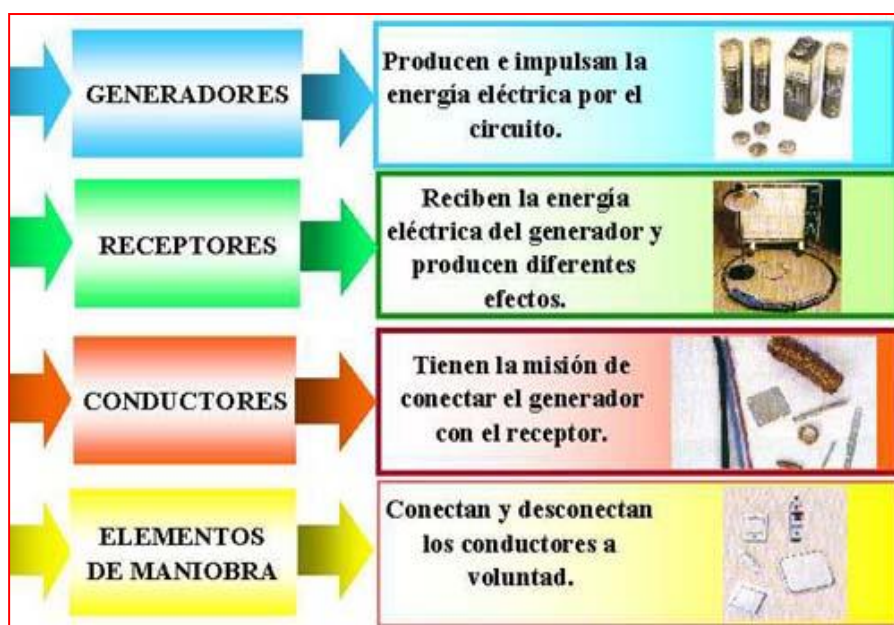 GENERADORES
Producen e impulsan la
energía eléctrica por el
circuito.
RECEPTORES
Reciben la energía
eléctrica del generador y
producen diferentes
efectos.
CONDUCTORES
Tienen la misión de
conectar el generador
con el receptor.
ELEMENTOS
DE MANIOBRA
Conectan y desconectan
los conductores a
voluntad.